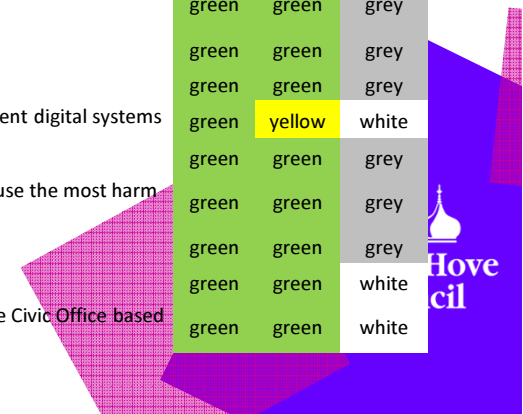 green green grey
green green grey
green green grey
ent digital systems green yellow white
green green grey
use the most harm green green grey
green green grey
Hove
green green white
cil
e Civic Office based green green white